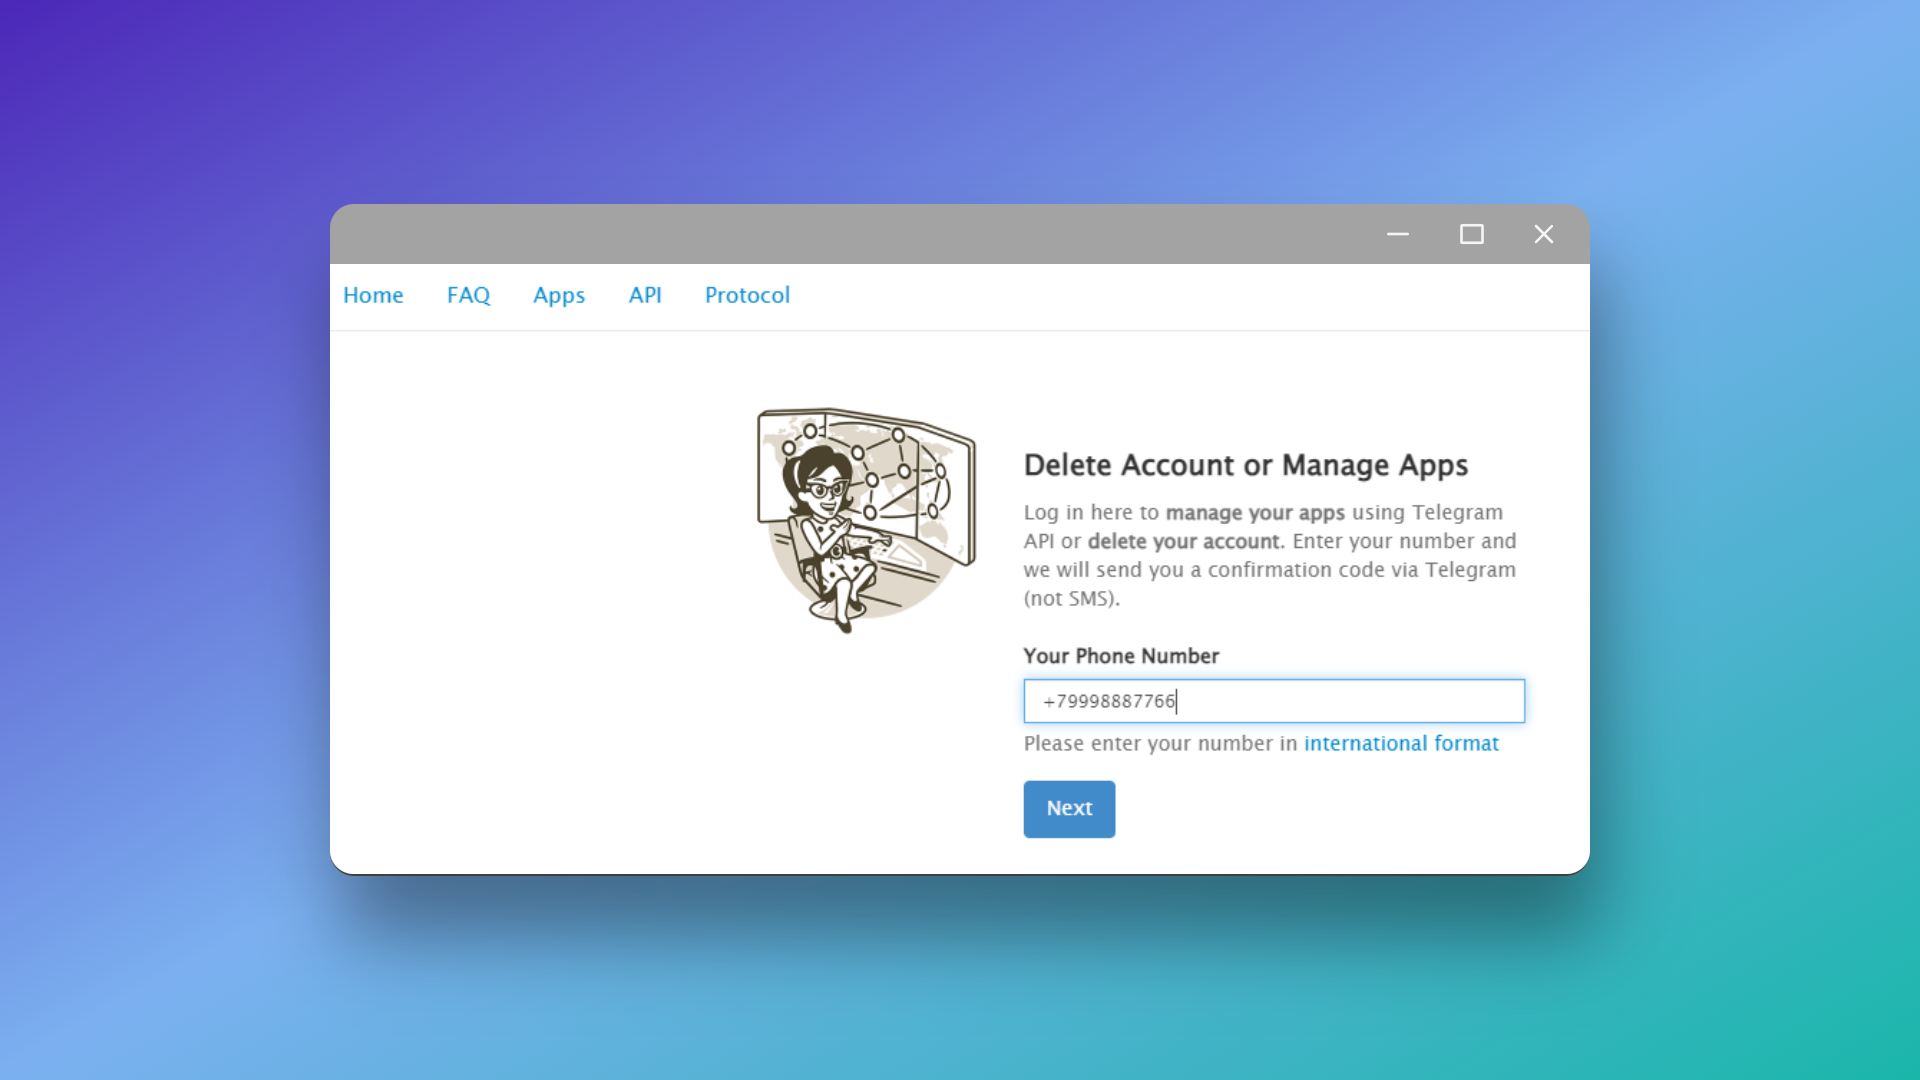 Home FAQ Apps API Protocol
Delete Account or Manage Apps
Log in here to manage your apps using Telegram
API or delete your account. Enter your number and
we will send you a confirmation code via Telegram
(not SMS).
Your Phone Number
+79998887766
Please enter your number in international format
Next